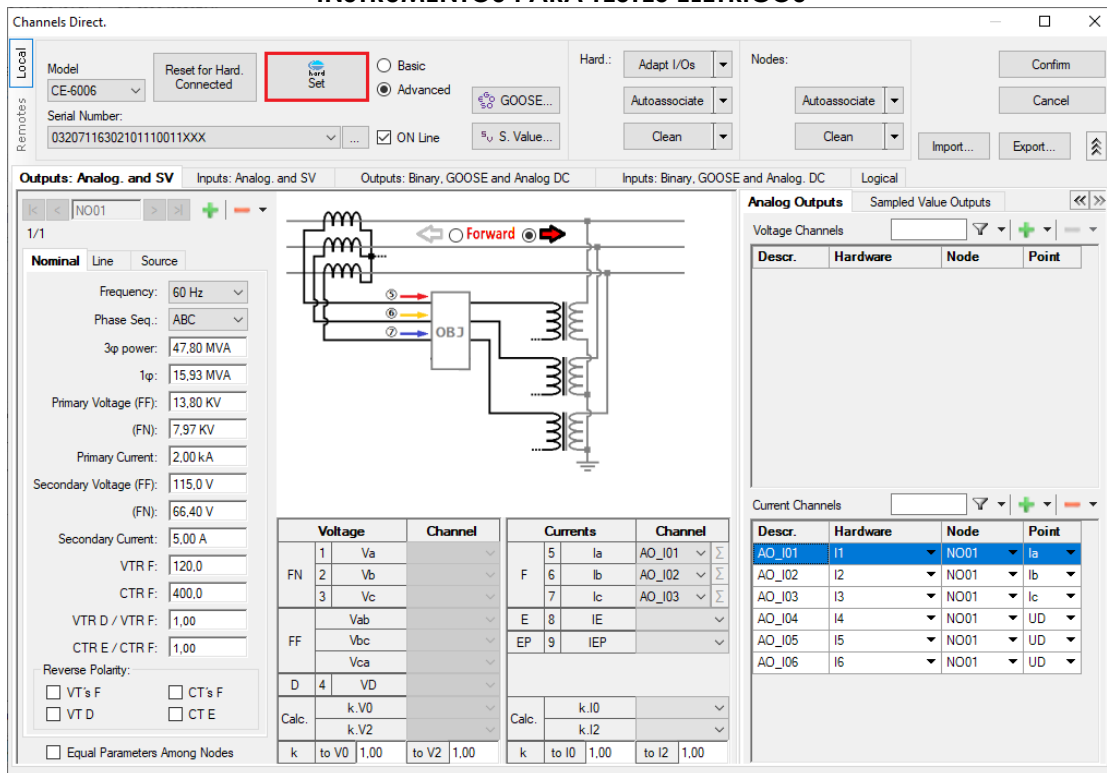 INSTRUMENTOS PARA TESTES ELÉTRICOS
Channels Direct.
Local
Remotes
Model
CE-6006
Reset for Hard. Connected
hard
Set
Basic
Advanced
GOOSE...
Serial Number:
03207116302101110011XXX
...
ON Line
S. Value...
Hard.:
Adapt I/Os
Autoassociate
Clean
Nodes:
Autoassociate
Clean
Confirm
Cancel
Import...
Export...
Outputs: Analog. and SV
Inputs: Analog. and SV
Outputs: Binary, GOOSE and Analog DC
Inputs: Binary, GOOSE and Analog. DC
Logical
NO01
1/1
Nominal
Line
Source
Frequency: 60 Hz
Phase Seq.: ABC
3φ power: 47,80 MVA
1φ: 15,93 MVA
Primary Voltage (FF): 13,80 KV
(FN): 7,97 KV
Primary Current: 2,00 kA
Secondary Voltage (FF): 115,0 V
(FN): 66,40 V
Secondary Current: 5,00 A
VTR F: 120,0
CTR F: 400,0
VTR D / VTR F: 1,00
CTR E / CTR F: 1,00
Reverse Polarity:
VT's F
CT's F
VT D
CT E
Equal Parameters Among Nodes
Forward
5
6
7
OBJ
Voltage Channel
FN
1 Va
2 Vb
3 Vc
FF
Vab
Vbc
Vca
D 4 VD
Calc.
k.V0
k.V2
k to V0 1,00 to V2 1,00
Currents Channel
F
5 Ia AO_I01 Σ
6 Ib AO_I02 Σ
7 Ic AO_I03 Σ
E 8 IE
EP 9 IEP
Calc.
k.I0
k.I2
k to I0 1,00 to I2 1,00
Analog Outputs
Sampled Value Outputs
Voltage Channels
Descr. Hardware Node Point
Current Channels
Descr. Hardware Node Point
AO_I01 I1 NO01 Ia
AO_I02 I2 NO01 Ib
AO_I03 I3 NO01 Ic
AO_I04 I4 NO01 UD
AO_I05 I5 NO01 UD
AO_I06 I6 NO01 UD